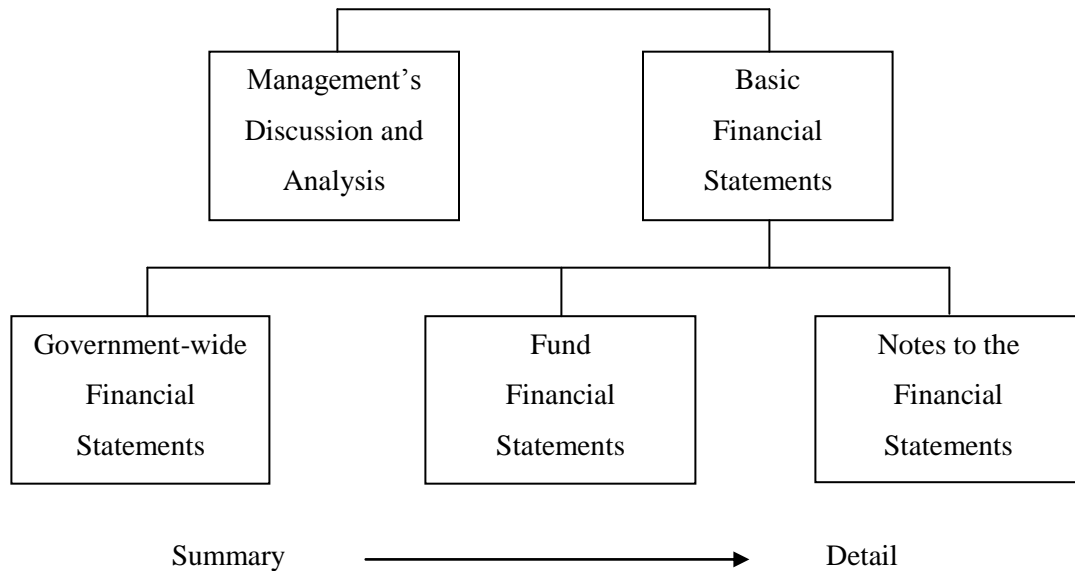 Management’s
Discussion and
Analysis
Basic
Financial
Statements
Government-wide
Financial
Statements
Fund
Financial
Statements
Notes to the
Financial
Statements
Summary
Detail